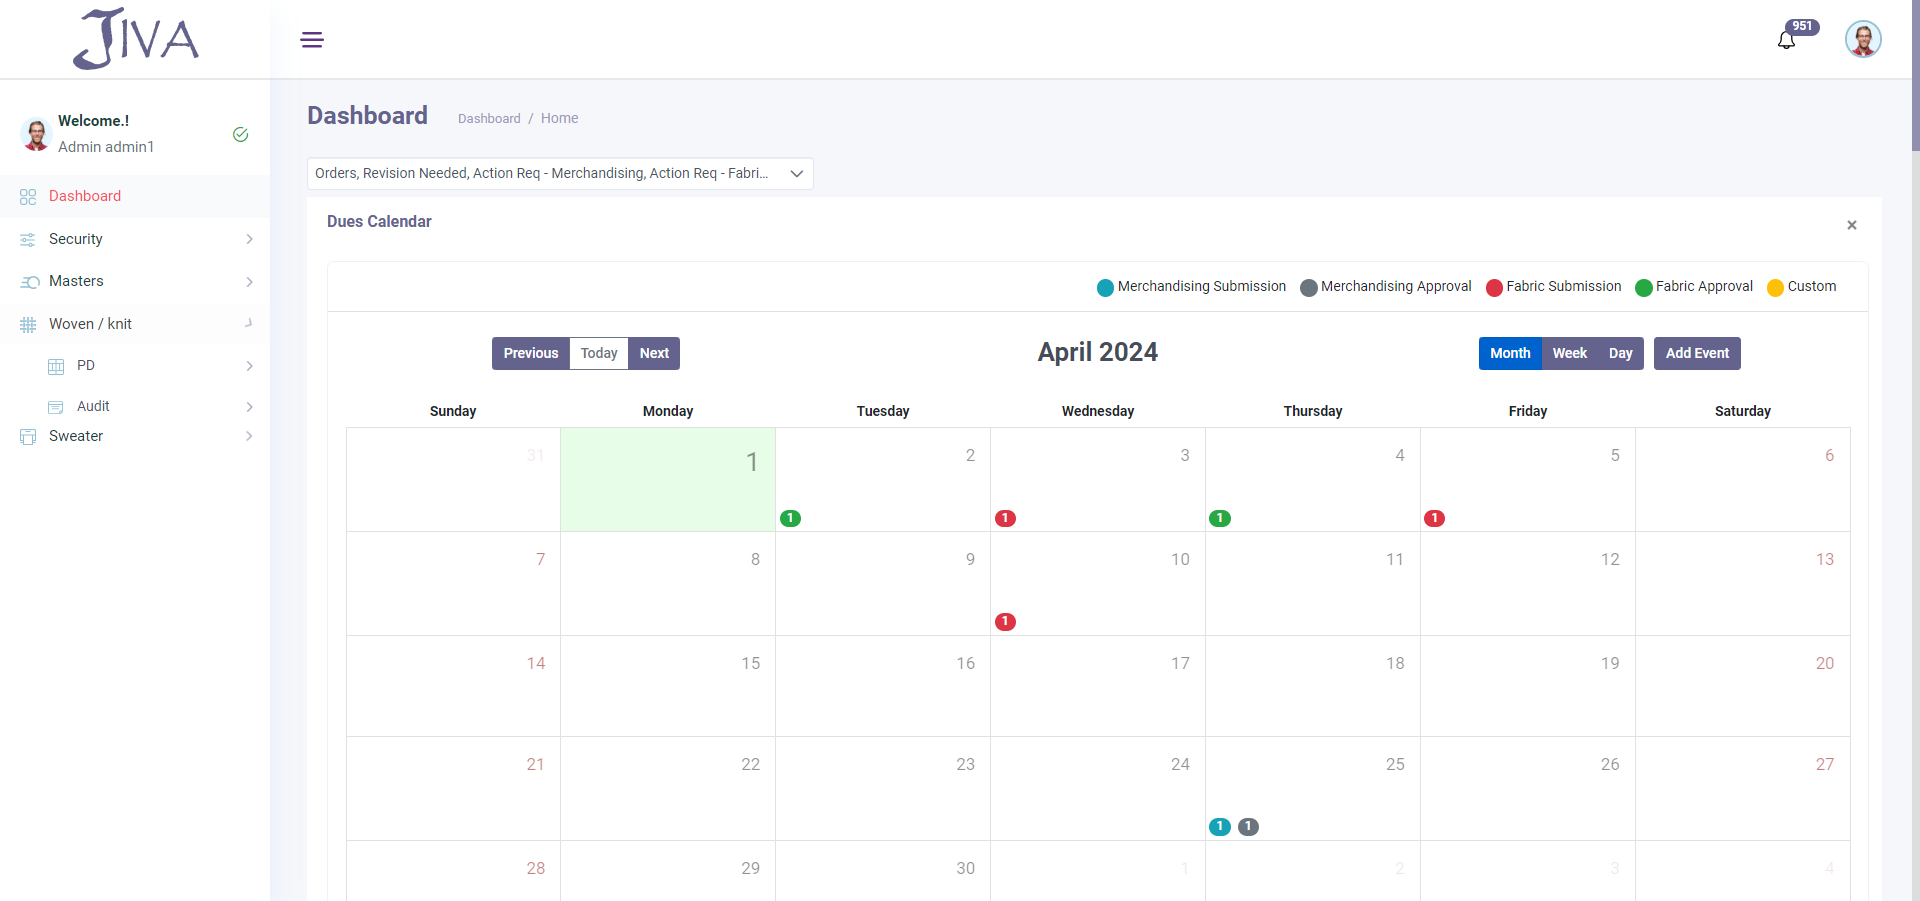 JIVA
951
Welcome.!
Admin admin1
Dashboard
Security
Masters
Woven / knit
PD
Audit
Sweater
Dashboard
Dashboard / Home
Orders, Revision Needed, Action Req - Merchandising, Action Req - Fabri...
Dues Calendar
×
Merchandising Submission Merchandising Approval Fabric Submission Fabric Approval Custom
Previous Today Next
April 2024
Month Week Day Add Event
Sunday Monday Tuesday Wednesday Thursday Friday Saturday
31 1 2 3 4 5 6
1 1 1 1
7 8 9 10 11 12 13
1
14 15 16 17 18 19 20
21 22 23 24 25 26 27
1 1
28 29 30 1 2 3 4